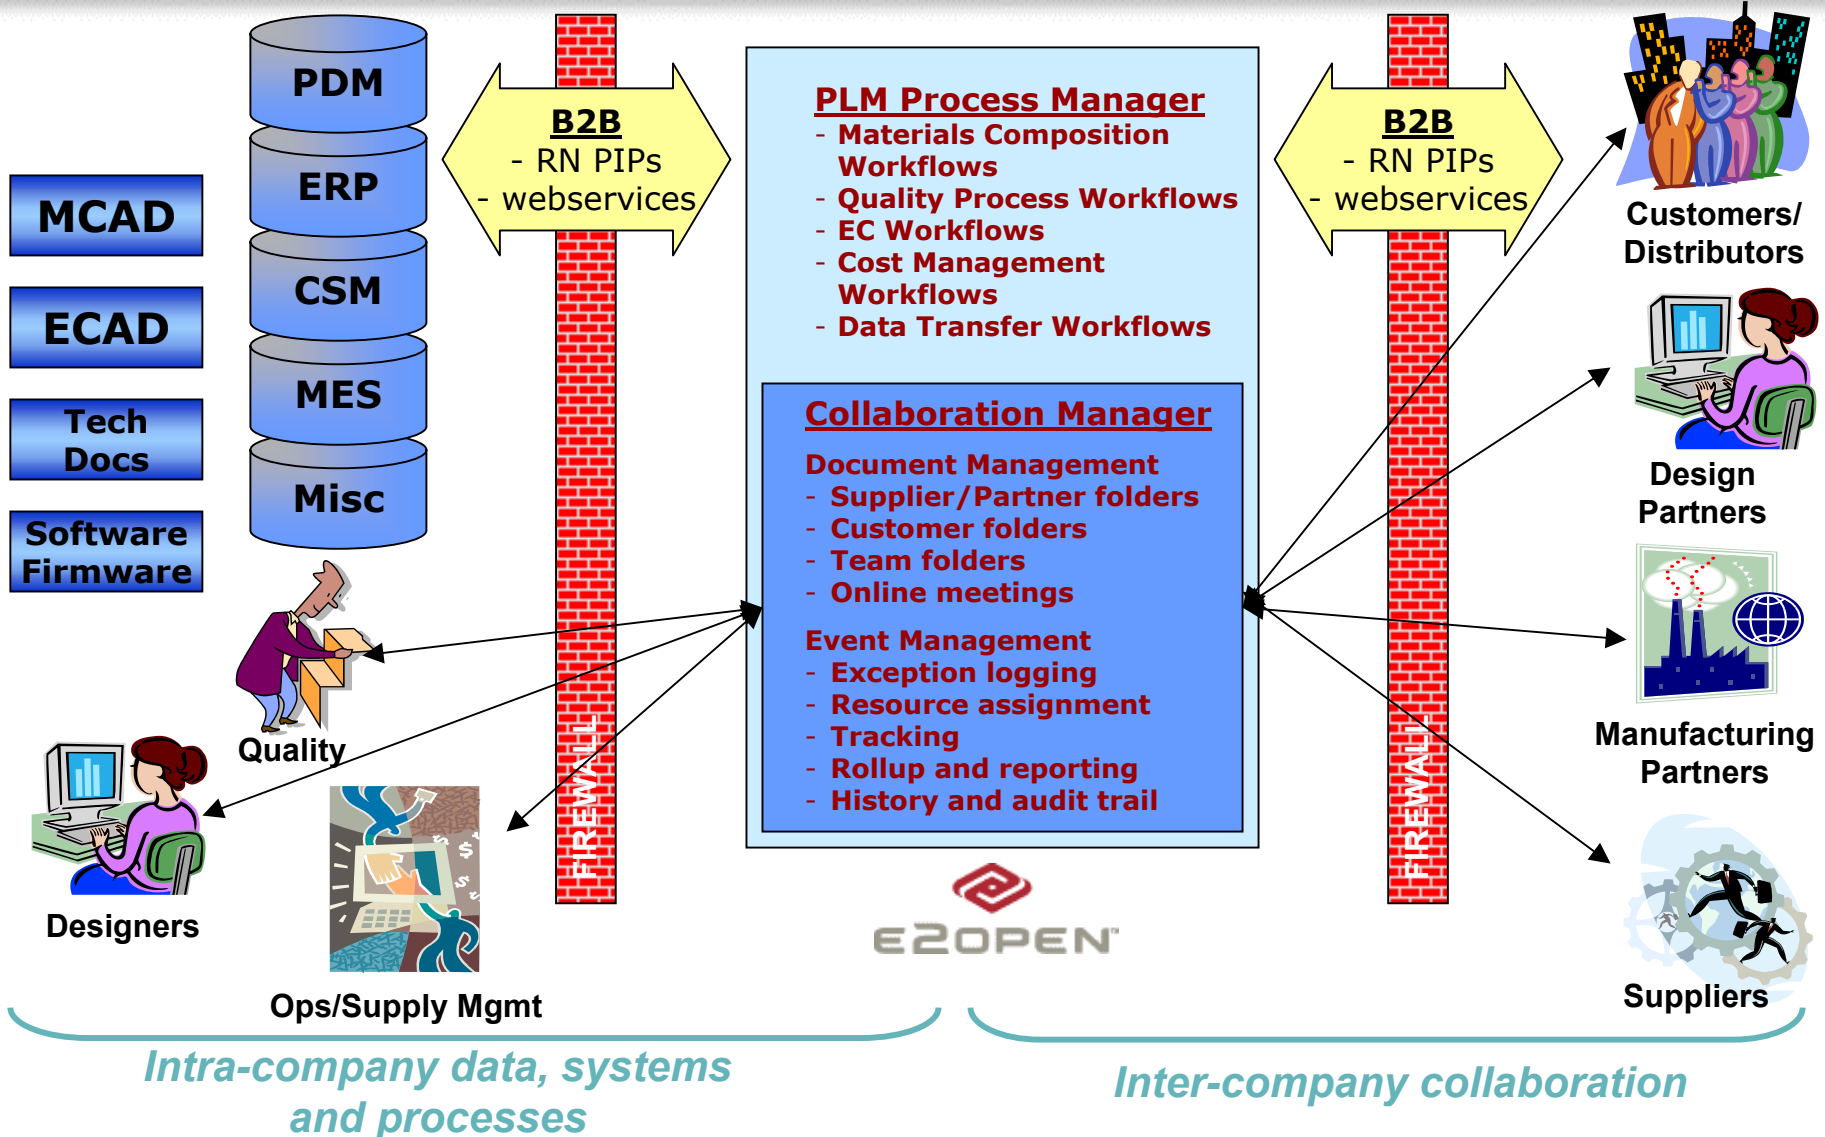 MCAD
ECAD
Tech
Docs
Software
Firmware
PDM
ERP
CSM
MES
Misc
B2B
- RN PIPs
- webservices
FIREWALL
PLM Process Manager
- Materials Composition
Workflows
- Quality Process Workflows
- EC Workflows
- Cost Management
Workflows
- Data Transfer Workflows
Collaboration Manager
Document Management
- Supplier/Partner folders
- Customer folders
- Team folders
- Online meetings
Event Management
- Exception logging
- Resource assignment
- Tracking
- Rollup and reporting
- History and audit trail
E2OPEN™
B2B
- RN PIPs
- webservices
FIREWALL
Customers/
Distributors
Design
Partners
Manufacturing
Partners
Suppliers
Quality
Designers
Ops/Supply Mgmt
Intra-company data, systems
and processes
Inter-company collaboration